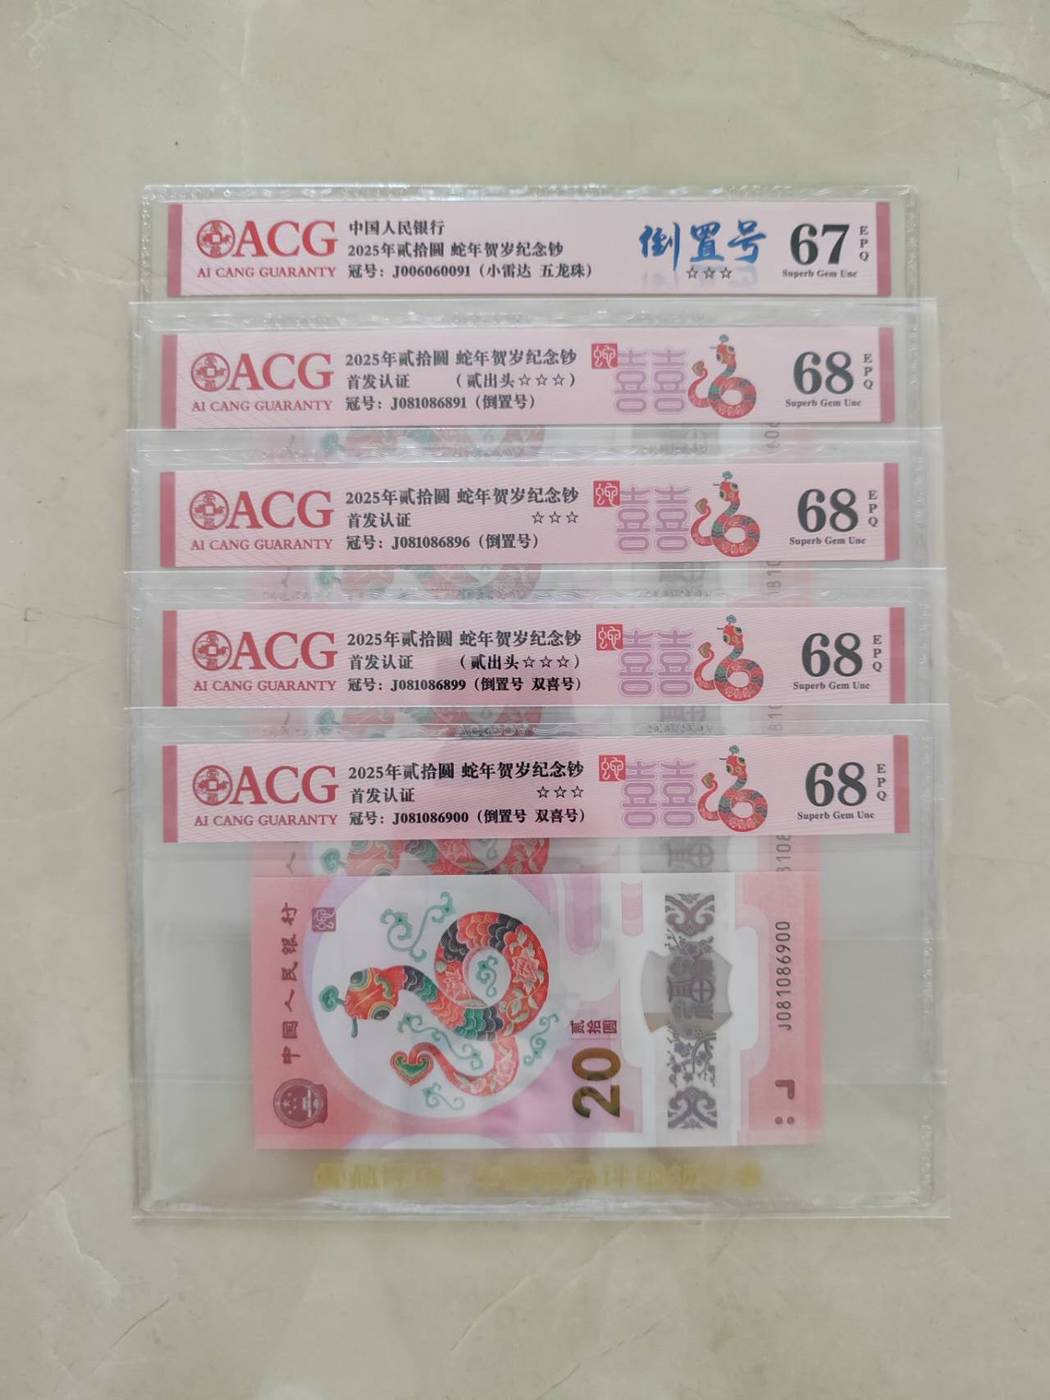 ACG
AI CANG GUARANTY
中国人民银行
2025年贰拾圆 蛇年贺岁纪念钞
冠号：J006060091（小雷达 五龙珠）
倒置号
☆☆☆
67
EPQ
Superb Gem Unc
ACG
AI CANG GUARANTY
2025年贰拾圆 蛇年贺岁纪念钞
首发认证 （贰出头☆☆☆）
冠号：J081086891（倒置号）
68
EPQ
Superb Gem Unc
ACG
AI CANG GUARANTY
2025年贰拾圆 蛇年贺岁纪念钞
首发认证 ☆☆☆
冠号：J081086896（倒置号）
68
EPQ
Superb Gem Unc
ACG
AI CANG GUARANTY
2025年贰拾圆 蛇年贺岁纪念钞
首发认证 （贰出头☆☆☆）
冠号：J081086899（倒置号 双喜号）
68
EPQ
Superb Gem Unc
ACG
AI CANG GUARANTY
2025年贰拾圆 蛇年贺岁纪念钞
首发认证 ☆☆☆
冠号：J081086900（倒置号 双喜号）
68
EPQ
Superb Gem Unc
中国人民银行
贰拾圆
20
J081086900